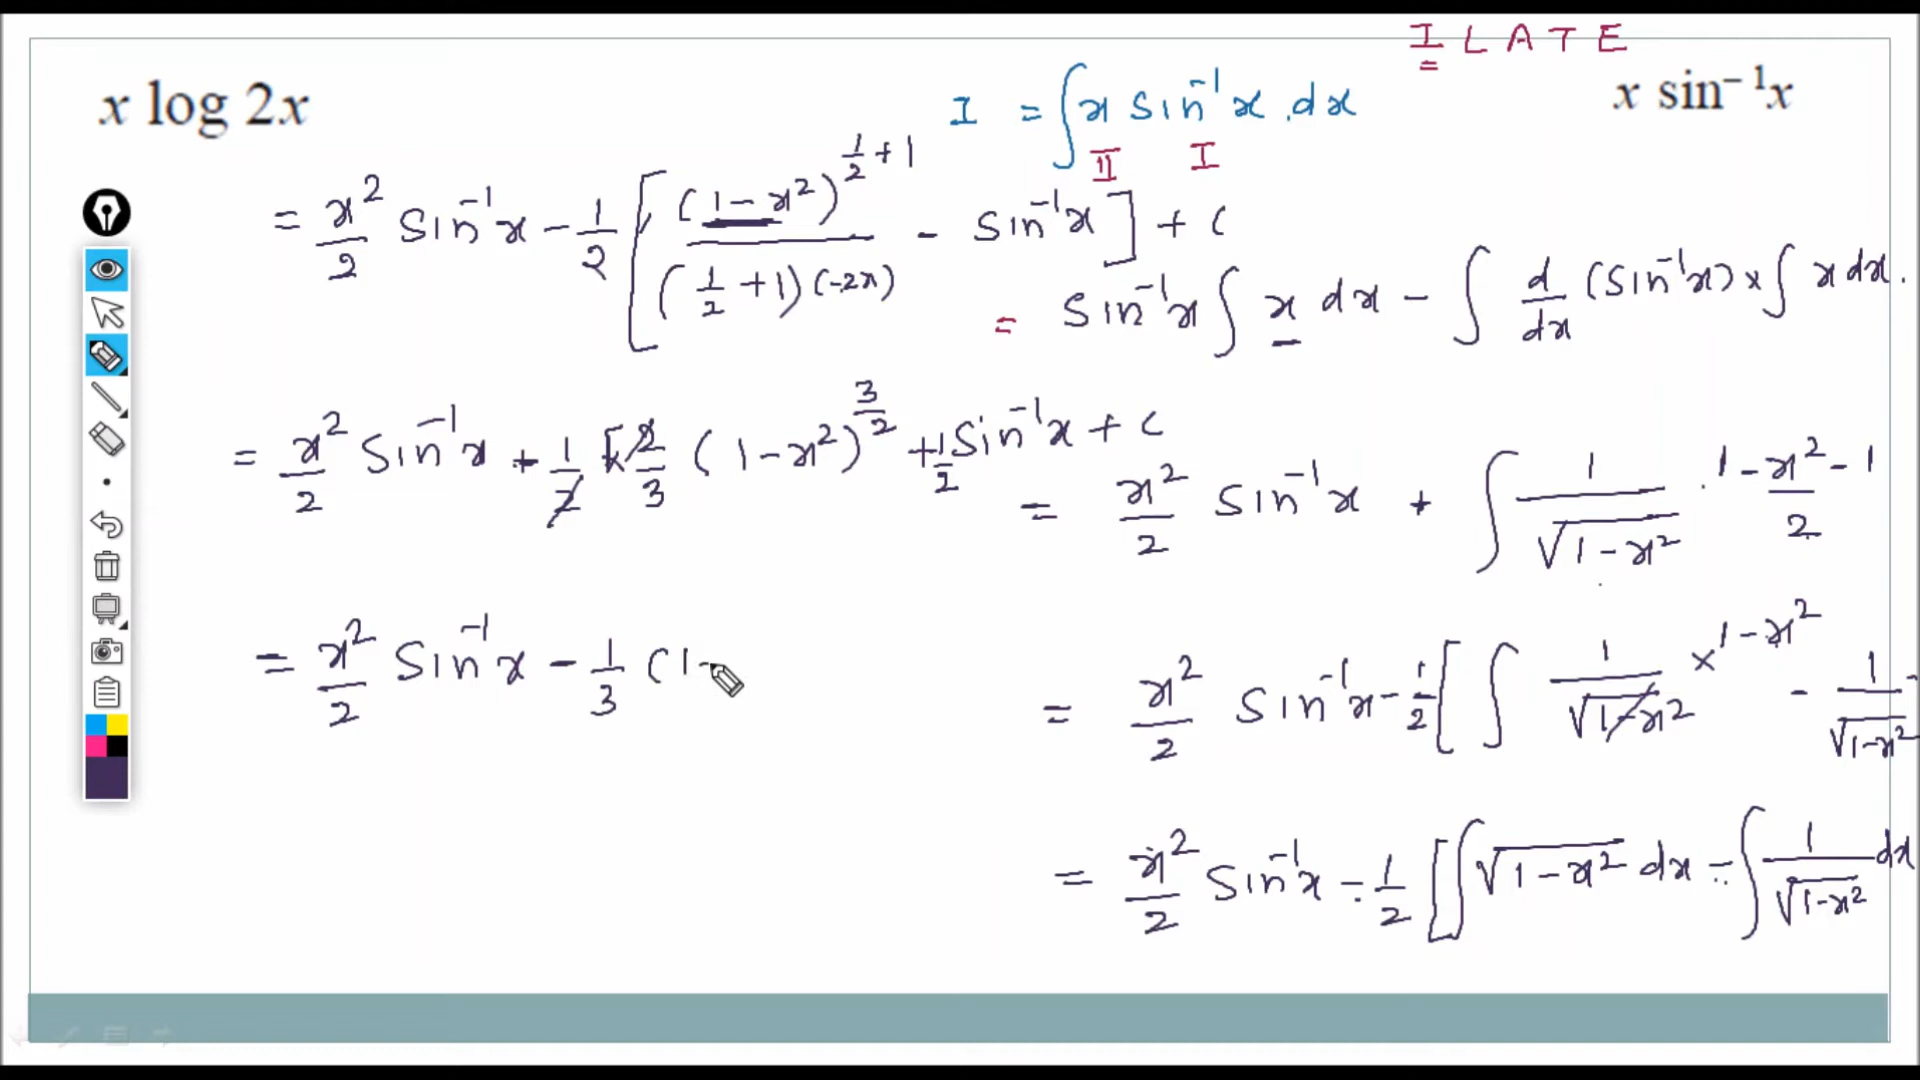 I L A T E
x log 2x
I = ∫ x Sin⁻¹x .dx
II I
x sin⁻¹x
= x²/2 Sin⁻¹x - 1/2 [ (1-x²)^(1/2+1) / (1/2+1)(-2x) - Sin⁻¹x ] + C
= Sin⁻¹x ∫ x dx - ∫ d/dx (Sin⁻¹x) × ∫ x dx .
= x²/2 Sin⁻¹x + 1/2 2/3 (1-x²)^(3/2) + 1/2 Sin⁻¹x + C
= x²/2 Sin⁻¹x + ∫ 1/√(1-x²) . 1-x²-1/2
= x²/2 Sin⁻¹x - 1/3 (1-
= x²/2 Sin⁻¹x - 1/2 [ ∫ 1/√(1-x²) × 1-x² - 1/√(1-x²)
= x²/2 Sin⁻¹x - 1/2 [ ∫ √(1-x²) dx - ∫ 1/√(1-x²) dx